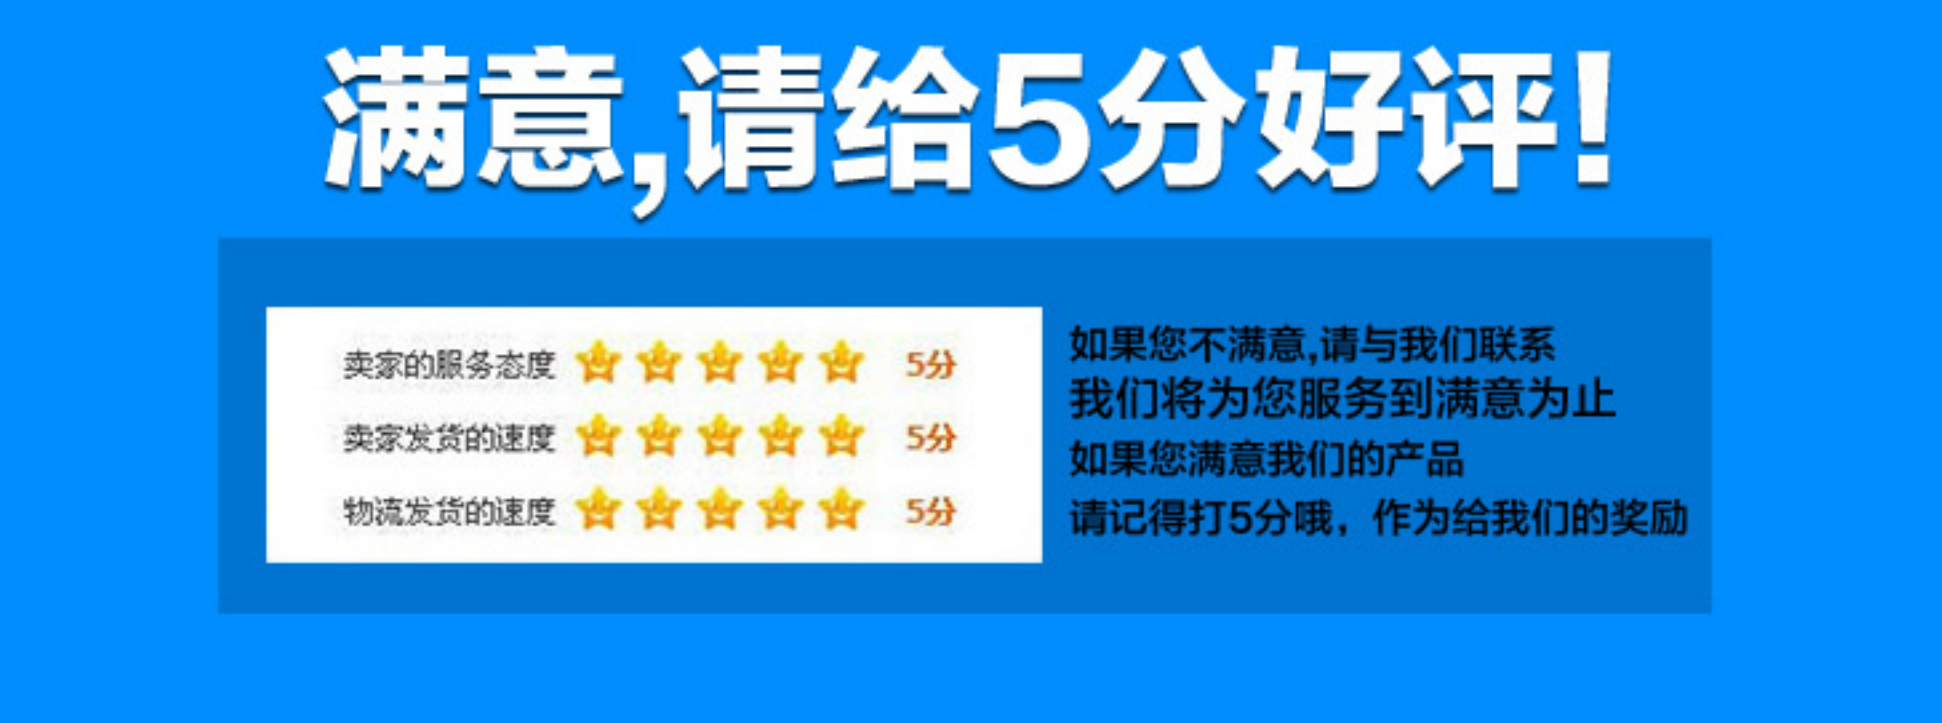 满意,请给5分好评!
卖家的服务态度 5分
卖家发货的速度 5分
物流发货的速度 5分
如果您不满意,请与我们联系
我们将为您服务到满意为止
如果您满意我们的产品
请记得打5分哦，作为给我们的奖励